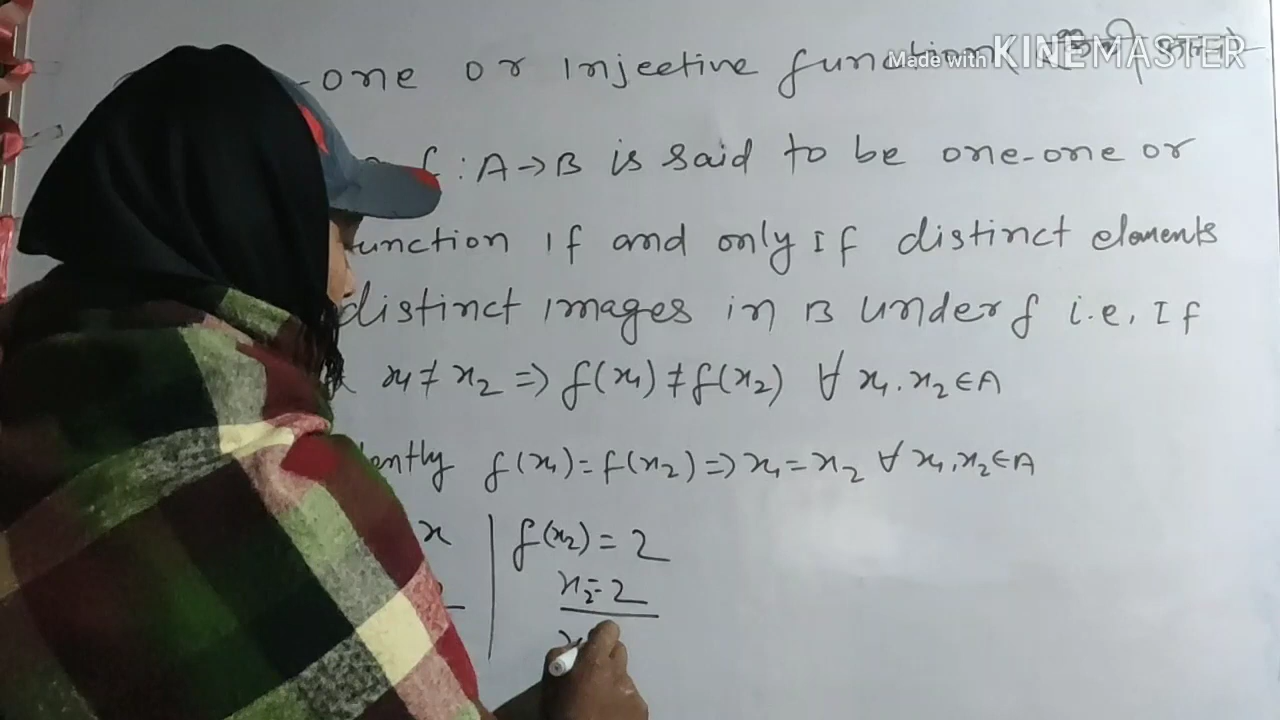 -one or Injective function
Made with KINEMASTER
f : A→B is said to be one-one or
function If and only If distinct elements
distinct images in B under f i.e. If
x₁ ≠ x₂ => f(x₁) ≠ f(x₂) ∀ x₁. x₂ ∈ A
ently f(x₁) = f(x₂) => x₁ = x₂ ∀ x₁, x₂ ∈ A
x | f(x₂) = 2
x₂ = 2